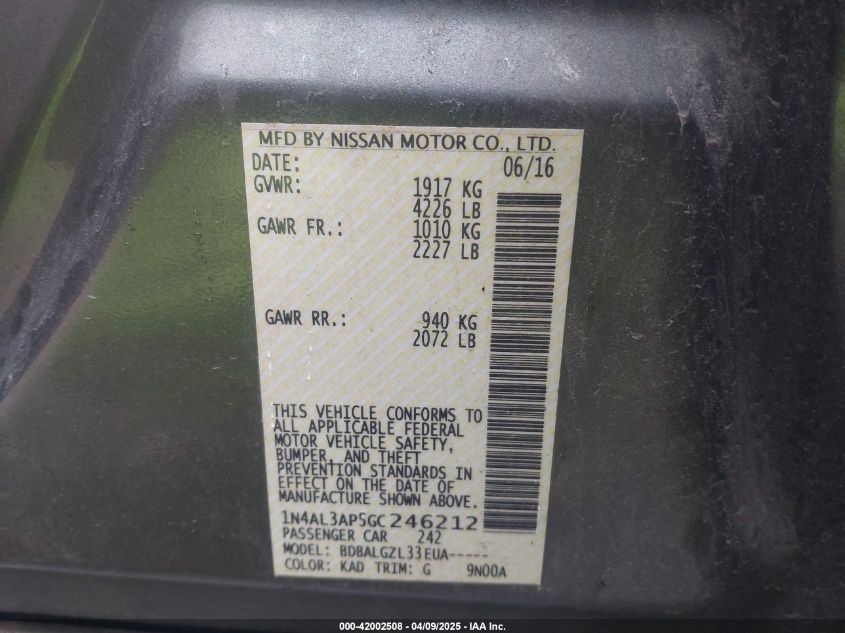 MFD BY NISSAN MOTOR CO., LTD.
DATE: 06/16
GVWR: 1917 KG
4226 LB
GAWR FR.: 1010 KG
2227 LB
GAWR RR.: 940 KG
2072 LB
THIS VEHICLE CONFORMS TO
ALL APPLICABLE FEDERAL
MOTOR VEHICLE SAFETY,
BUMPER, AND THEFT
PREVENTION STANDARDS IN
EFFECT ON THE DATE OF
MANUFACTURE SHOWN ABOVE.
1N4AL3AP5GC246212
PASSENGER CAR 242
MODEL: BDBALGZL33EUA-----
COLOR: KAD TRIM: G 9N00A
000-42002508 - 04/09/2025 - IAA Inc.